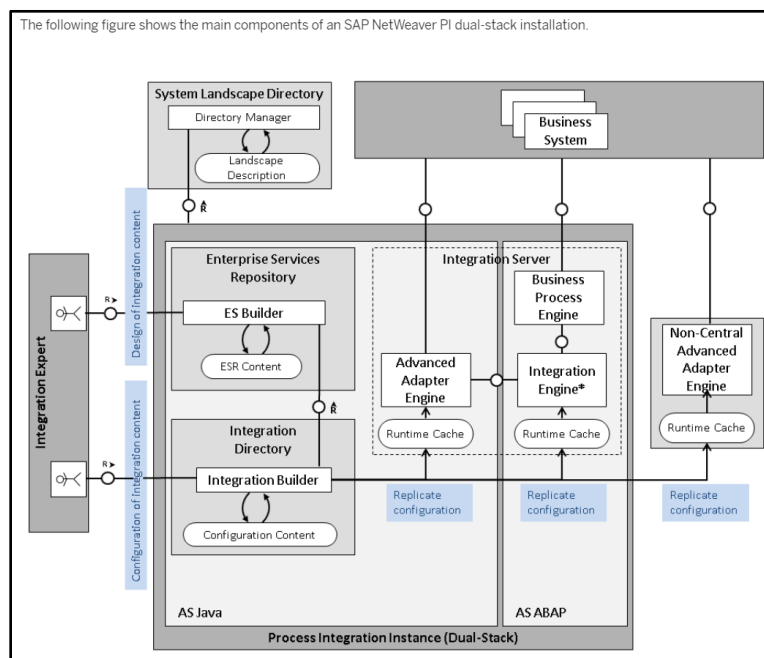 The following figure shows the main components of an SAP NetWeaver PI dual-stack installation.
System Landscape Directory
Directory Manager
Landscape
Description
Business
System
R
Design of integration content
Enterprise Services
Repository
ES Builder
ESR Content
R
Integration Server
Business
Process
Engine
Advanced
Adapter
Engine
Integration
Engine*
Non-Central
Advanced
Adapter
Engine
Runtime Cache
Runtime Cache
Runtime Cache
Integration Expert
R
R
Configuration of integration content
Integration
Directory
Integration Builder
Configuration Content
Replicate
configuration
Replicate
configuration
Replicate
configuration
AS Java
AS ABAP
Process Integration Instance (Dual-Stack)